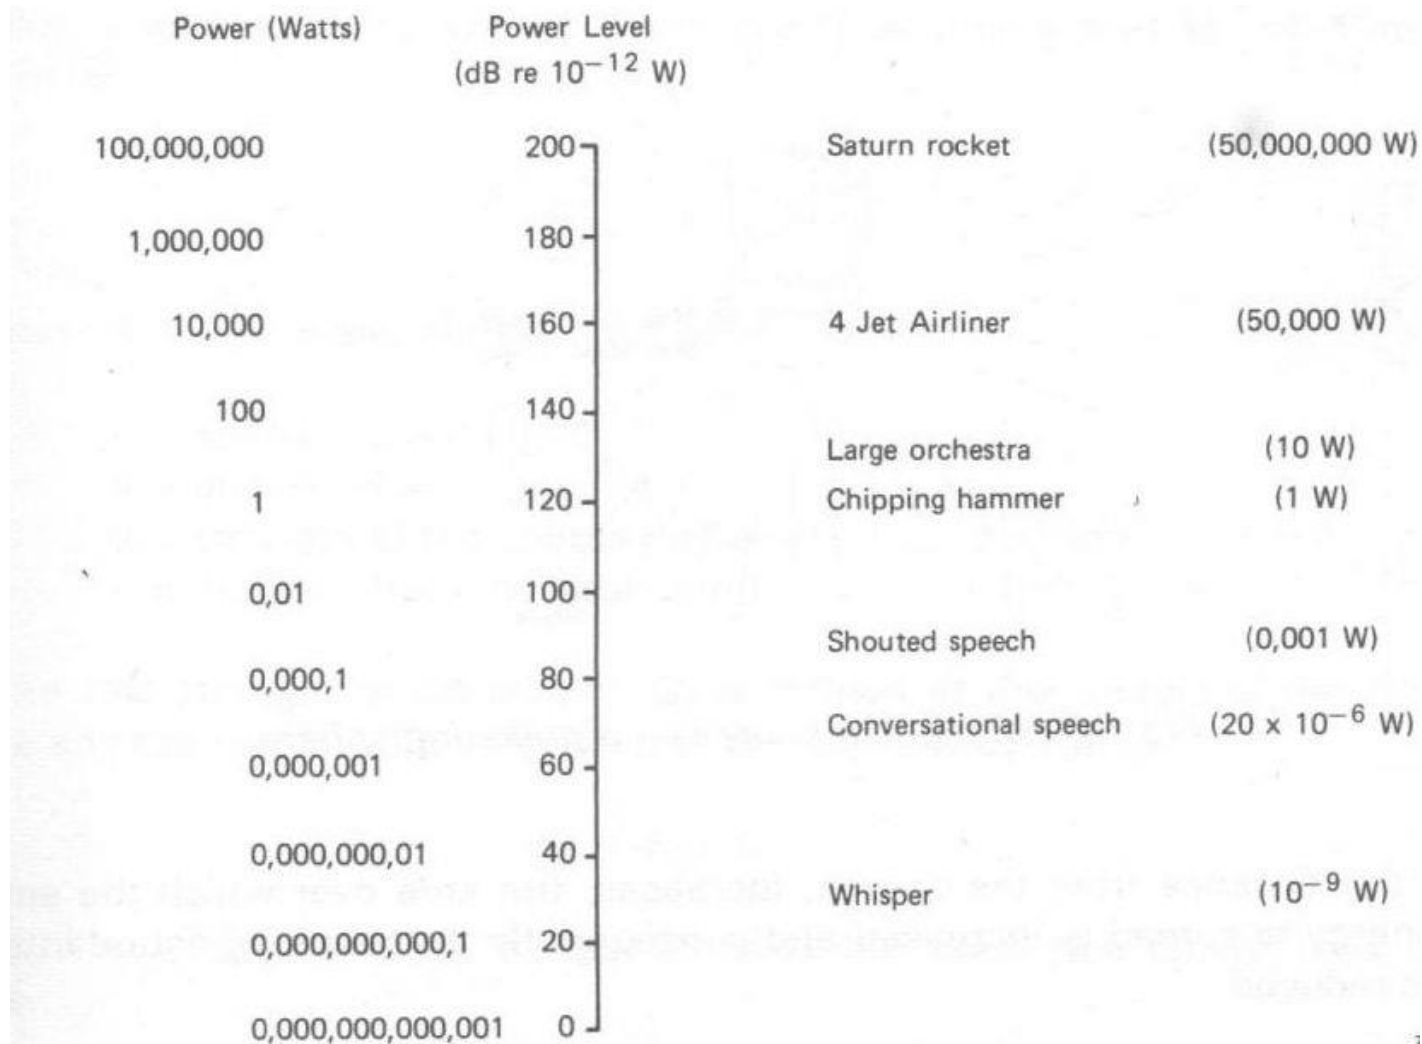 Power (Watts) Power Level
(dB re 10⁻¹² W)
100,000,000 200 Saturn rocket (50,000,000 W)
1,000,000 180
10,000 160 4 Jet Airliner (50,000 W)
100 140
Large orchestra (10 W)
1 120 Chipping hammer (1 W)
0,01 100
Shouted speech (0,001 W)
0,000,1 80
Conversational speech (20 x 10⁻⁶ W)
0,000,001 60
0,000,000,01 40
Whisper (10⁻⁹ W)
0,000,000,000,1 20
0,000,000,000,001 0